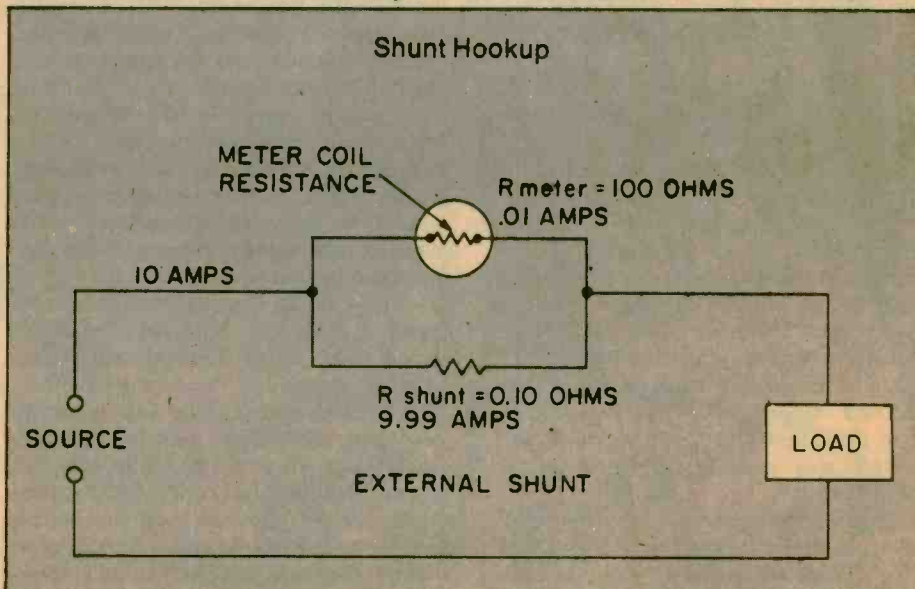 Shunt Hookup
METER COIL
RESISTANCE
R meter = 100 OHMS
.01 AMPS
10 AMPS
R shunt = 0.10 OHMS
9.99 AMPS
SOURCE
LOAD
EXTERNAL SHUNT